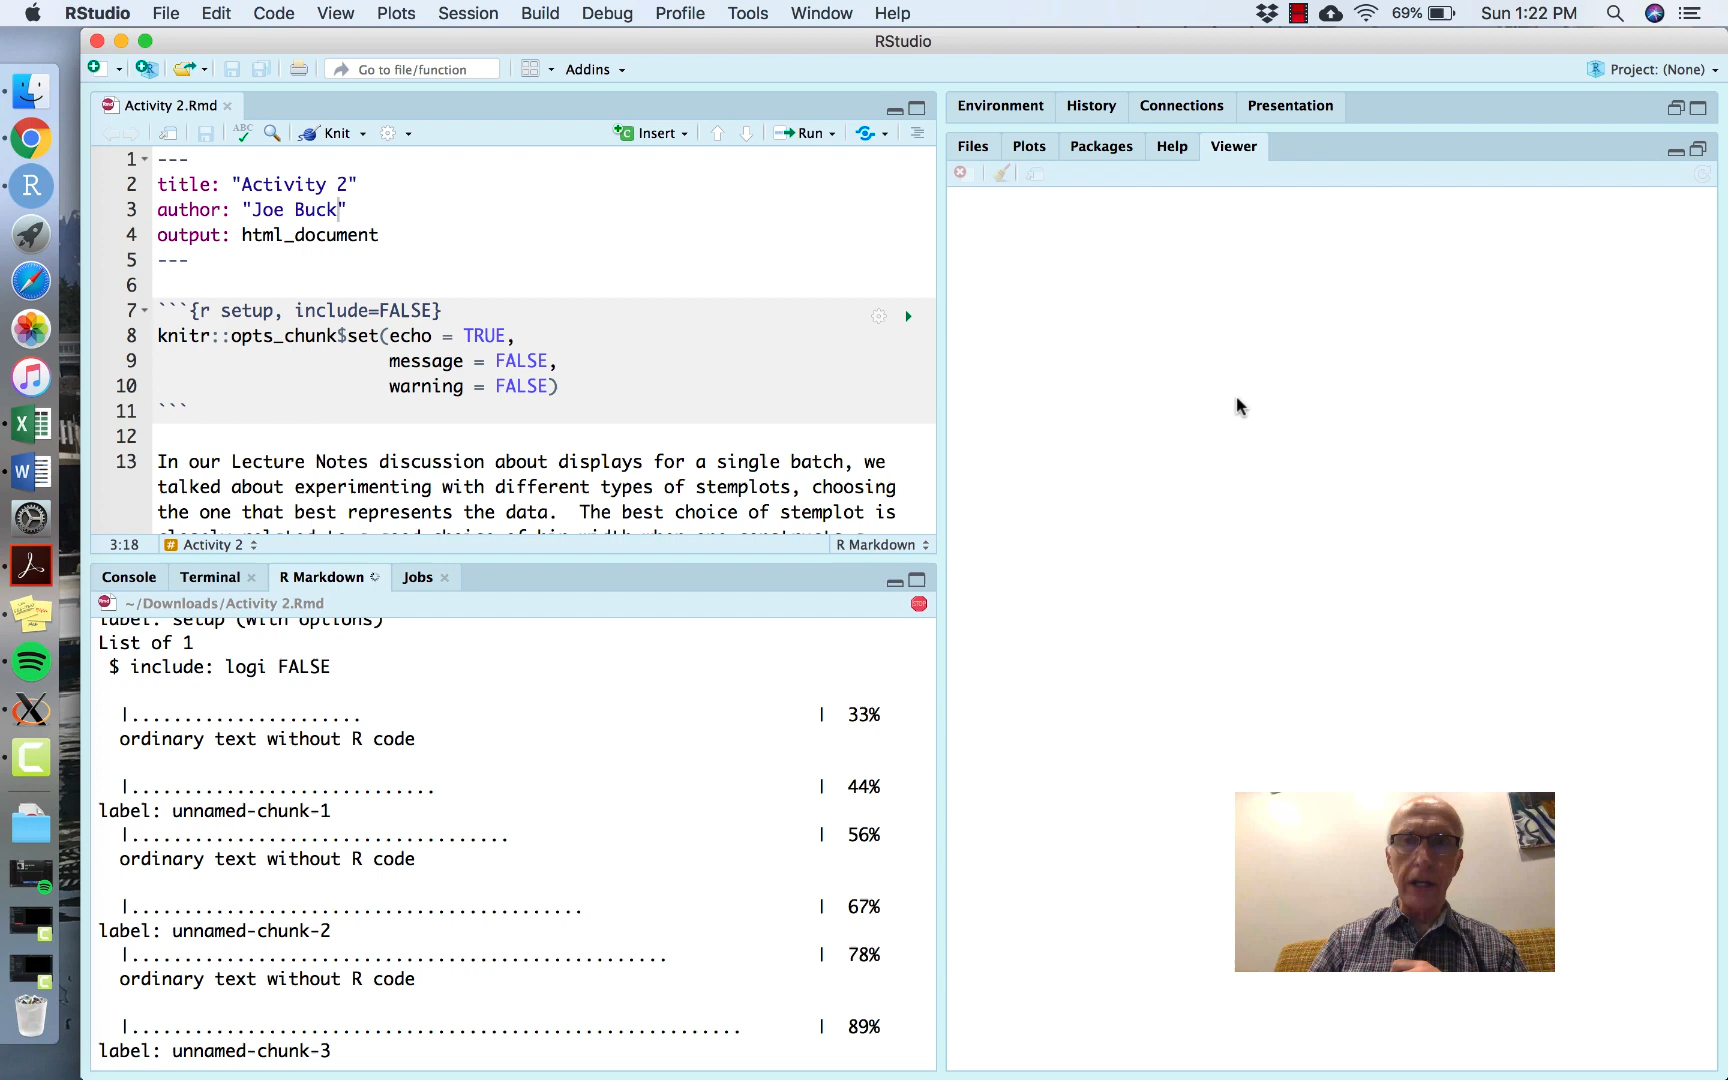 RStudio File Edit Code View Plots Session Build Debug Profile Tools Window Help 69% Sun 1:22 PM
RStudio
Go to file/function Addins Project: (None)
Activity 2.Rmd
ABC Knit Insert Run
1 ---
2 title: "Activity 2"
3 author: "Joe Buck"
4 output: html_document
5 ---
6
7 ```{r setup, include=FALSE}
8 knitr::opts_chunk$set(echo = TRUE,
9 message = FALSE,
10 warning = FALSE)
11 ```
12
13 In our Lecture Notes discussion about displays for a single batch, we
talked about experimenting with different types of stemplots, choosing
the one that best represents the data.  The best choice of stemplot is
3:18 # Activity 2 R Markdown
Console Terminal R Markdown Jobs
~/Downloads/Activity 2.Rmd
STOP
label: setup (with options)
List of 1
$ include: logi FALSE
|...................... | 33%
ordinary text without R code
|............................. | 44%
label: unnamed-chunk-1
|.................................... | 56%
ordinary text without R code
|........................................... | 67%
label: unnamed-chunk-2
|................................................... | 78%
ordinary text without R code
|.......................................................... | 89%
label: unnamed-chunk-3
Environment History Connections Presentation
Files Plots Packages Help Viewer